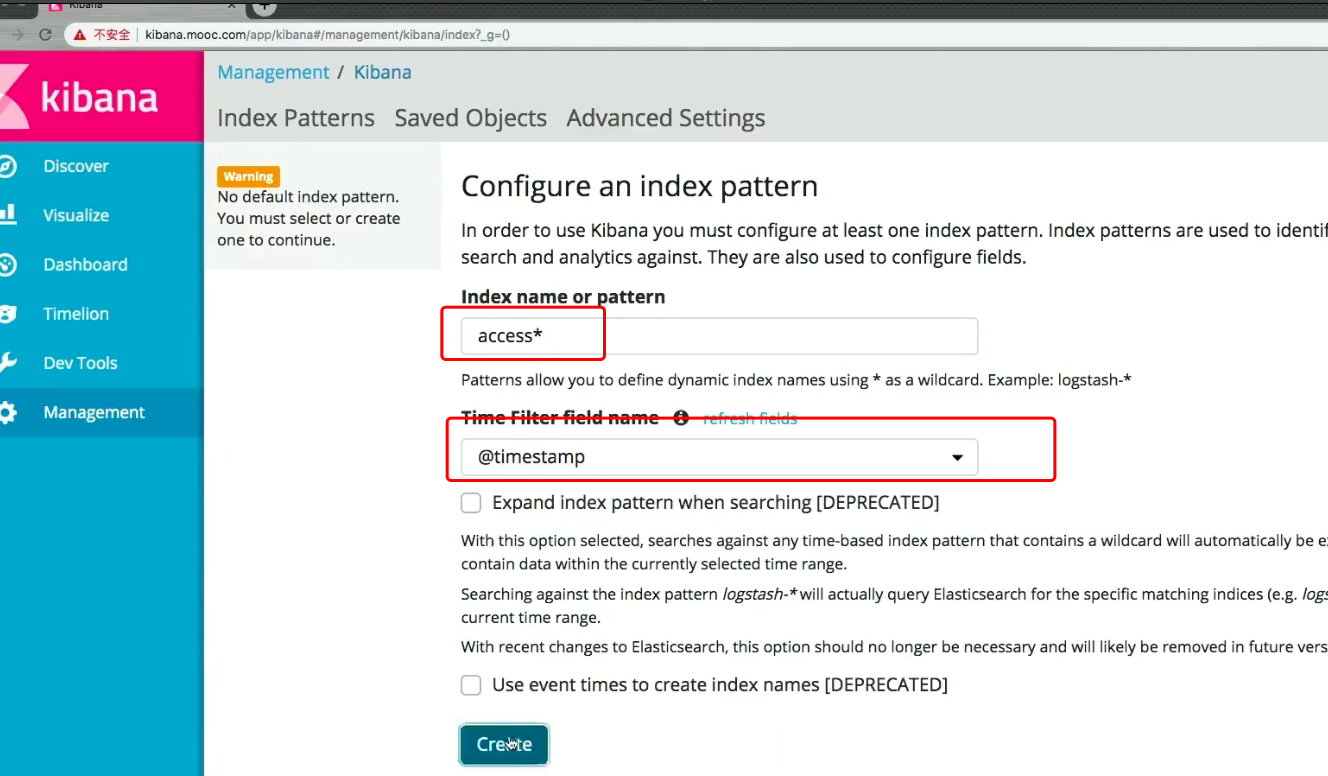 Kibana
不安全 kibana.mooc.com/app/kibana#/management/kibana/index?_g=()
kibana
Discover
Visualize
Dashboard
Timelion
Dev Tools
Management
Management / Kibana
Index Patterns Saved Objects Advanced Settings
Warning
No default index pattern.
You must select or create
one to continue.
Configure an index pattern
In order to use Kibana you must configure at least one index pattern. Index patterns are used to
search and analytics against. They are also used to configure fields.
Index name or pattern
access*
Patterns allow you to define dynamic index names using * as a wildcard. Example: logstash-*
Time Filter field name refresh fields
@timestamp
Expand index pattern when searching [DEPRECATED]
With this option selected, searches against any time-based index pattern that contains a wildcard will automatically be
contain data within the currently selected time range.
Searching against the index pattern logstash-* will actually query Elasticsearch for the specific matching indices (e.g.
current time range.
With recent changes to Elasticsearch, this option should no longer be necessary and will likely be removed in future
Use event times to create index names [DEPRECATED]
Create